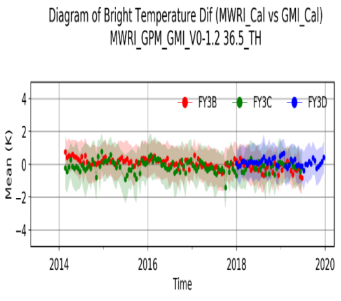 Diagram of Bright Temperature Dif (MWRI_Cal vs GMI_Cal)
MWRI_GPM_GMI_V0-1.2 36.5_TH
FY3B FY3C FY3D
4
2
0
−2
−4
Mean (K)
2014 2016 2018 2020
Time